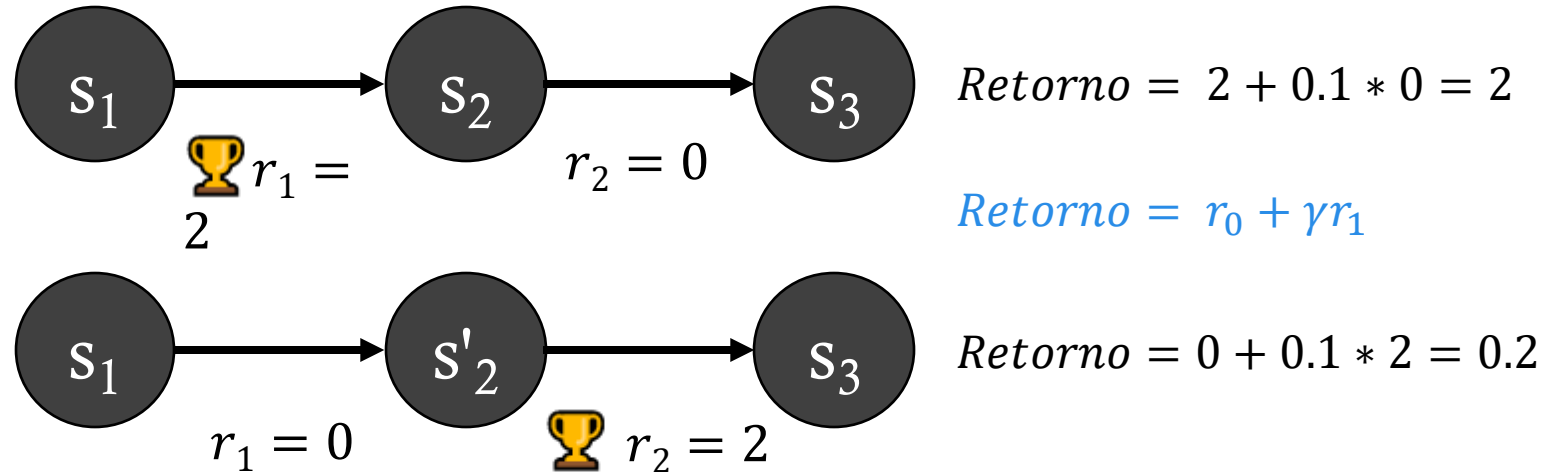 s₁ s₂ s₃ 𝑅𝑒𝑡𝑜𝑟𝑛𝑜 = 2 + 0.1 ∗ 0 = 2
🏆 r₁ = r₂ = 0
2
𝑅𝑒𝑡𝑜𝑟𝑛𝑜 = r₀ + γr₁
s₁ s'₂ s₃ 𝑅𝑒𝑡𝑜𝑟𝑛𝑜 = 0 + 0.1 ∗ 2 = 0.2
r₁ = 0 🏆 r₂ = 2